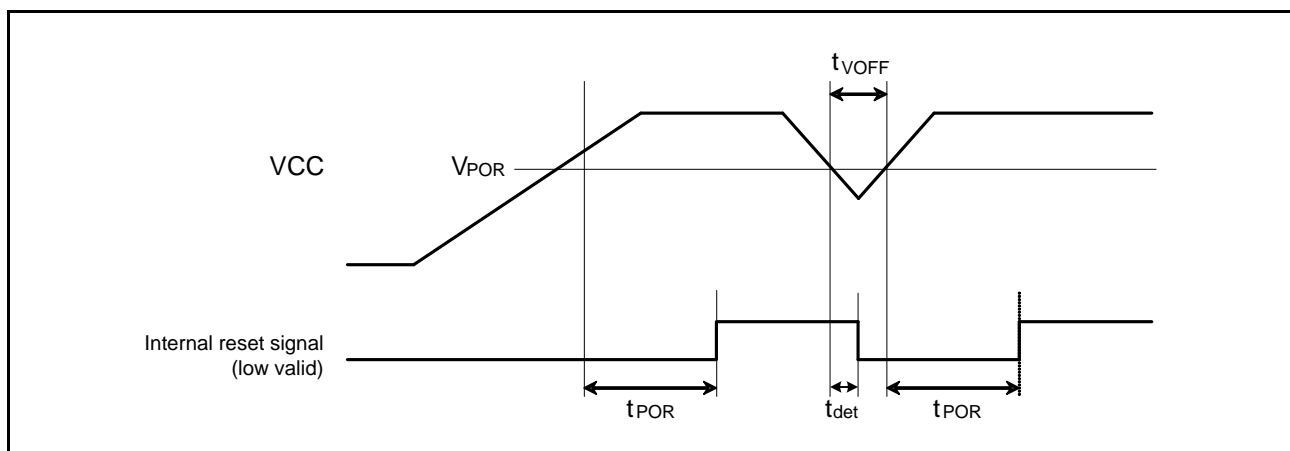 tVOFF
VCC
VPOR
Internal reset signal
(low valid)
tPOR
tdet
tPOR